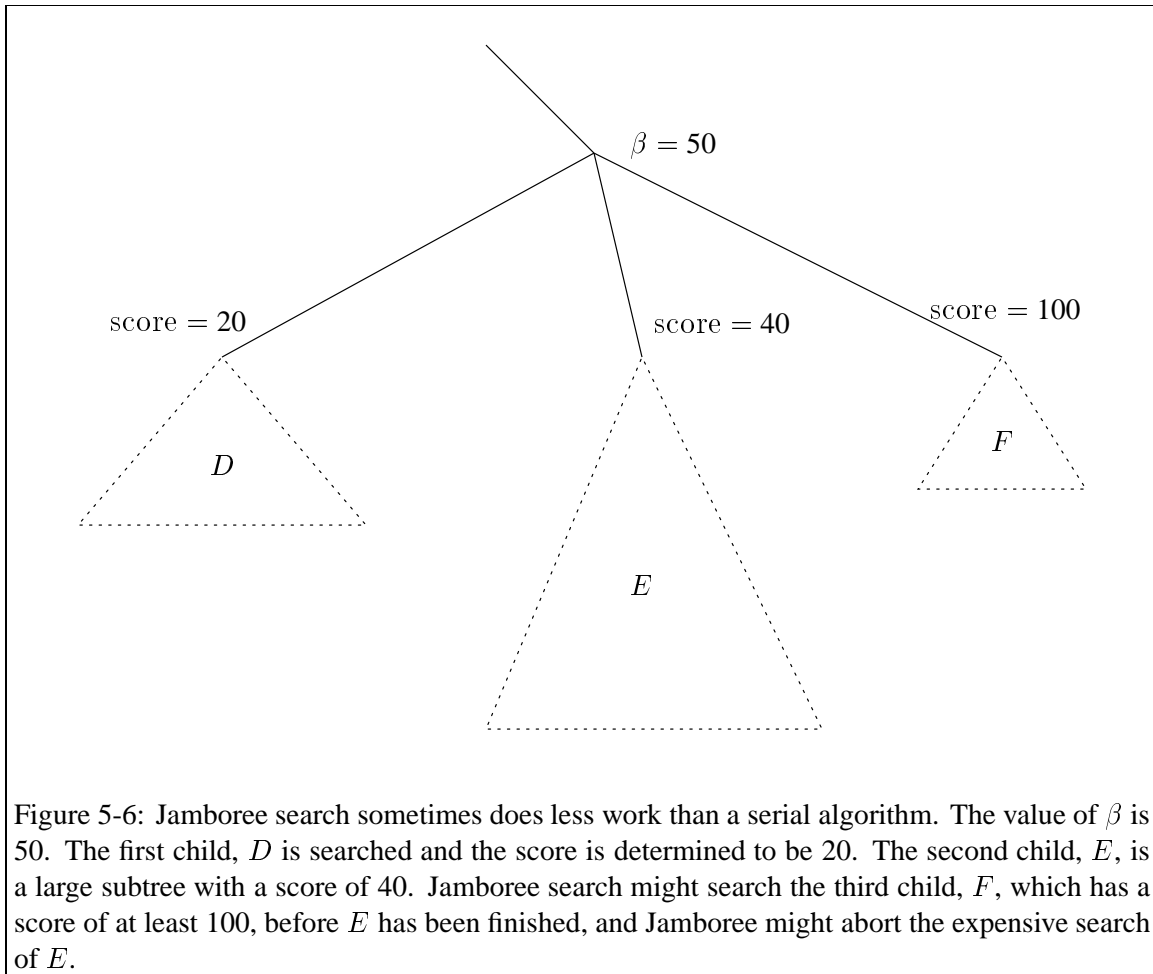 β = 50
score = 20
score = 40
score = 100
D
F
E
Figure 5-6: Jamboree search sometimes does less work than a serial algorithm. The value of β is
50. The first child, D is searched and the score is determined to be 20. The second child, E, is
a large subtree with a score of 40. Jamboree search might search the third child, F, which has a
score of at least 100, before E has been finished, and Jamboree might abort the expensive search
of E.